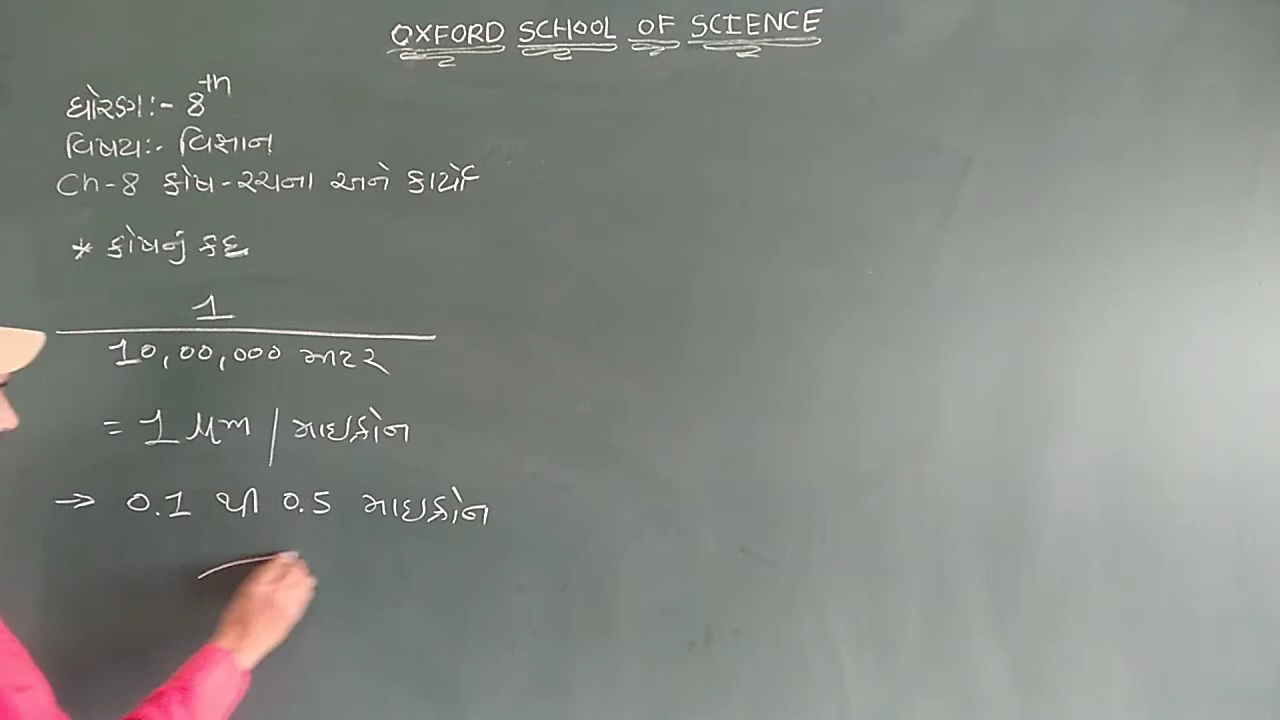 OXFORD SCHOOL OF SCIENCE
ધોરણ:- 8th
વિષય:- વિજ્ઞાન
Ch-8 કોષ-રચના અને કાર્યો
* કોષનું કદ
1
10,00,000 મીટર
= 1 μm / માઇક્રોન
→ 0.1 થી 0.5 માઇક્રોન